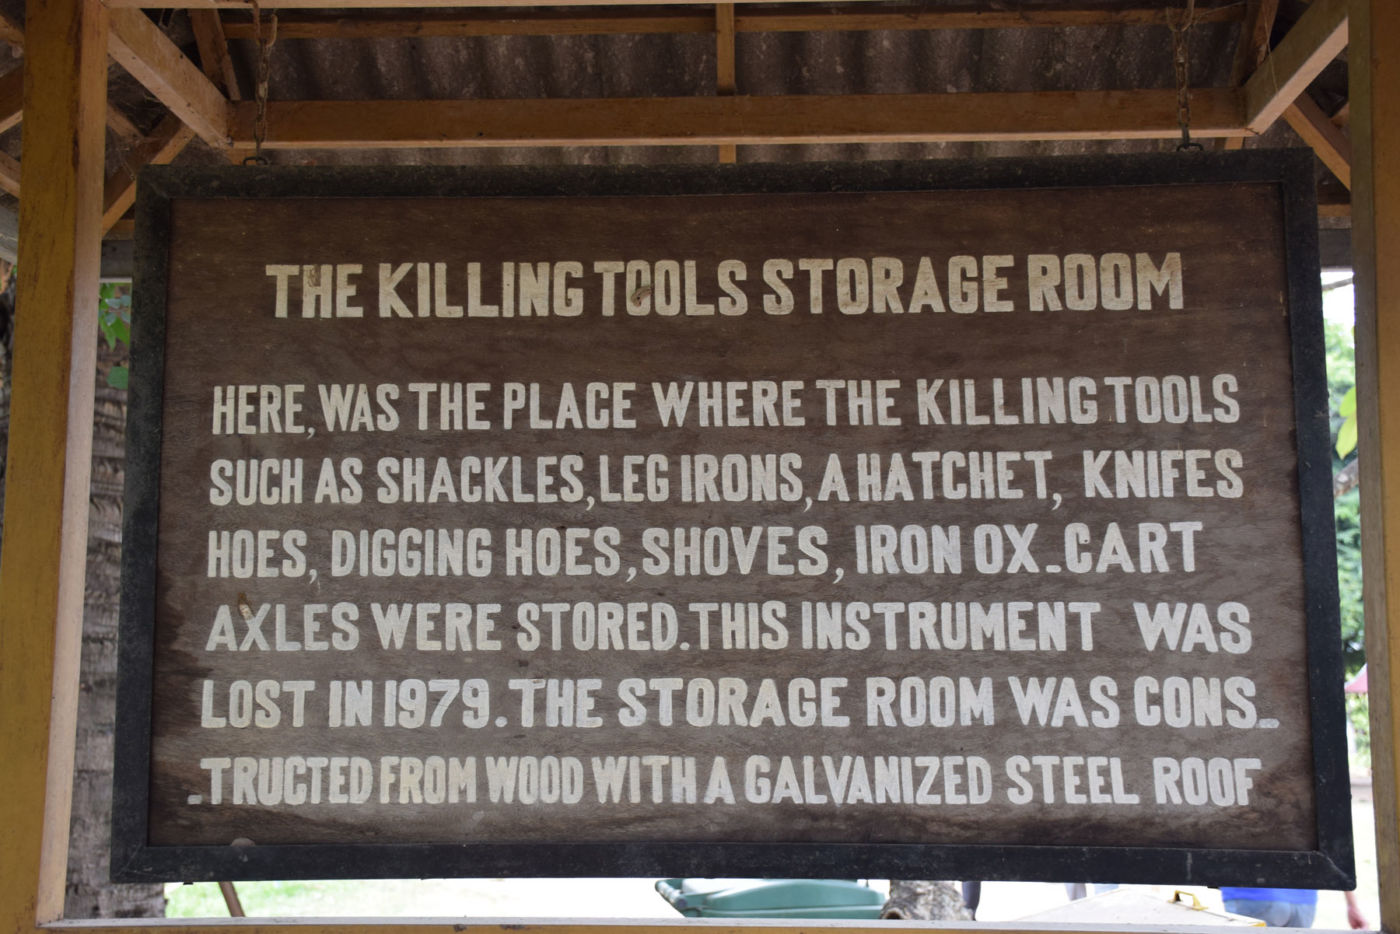 THE KILLING TOOLS STORAGE ROOM
HERE, WAS THE PLACE WHERE THE KILLING TOOLS
SUCH AS SHACKLES, LEG IRONS, A HATCHET, KNIFES
HOES, DIGGING HOES, SHOVES, IRON OX_CART
AXLES WERE STORED. THIS INSTRUMENT WAS
LOST IN 1979. THE STORAGE ROOM WAS CONS_
_TRUCTED FROM WOOD WITH A GALVANIZED STEEL ROOF